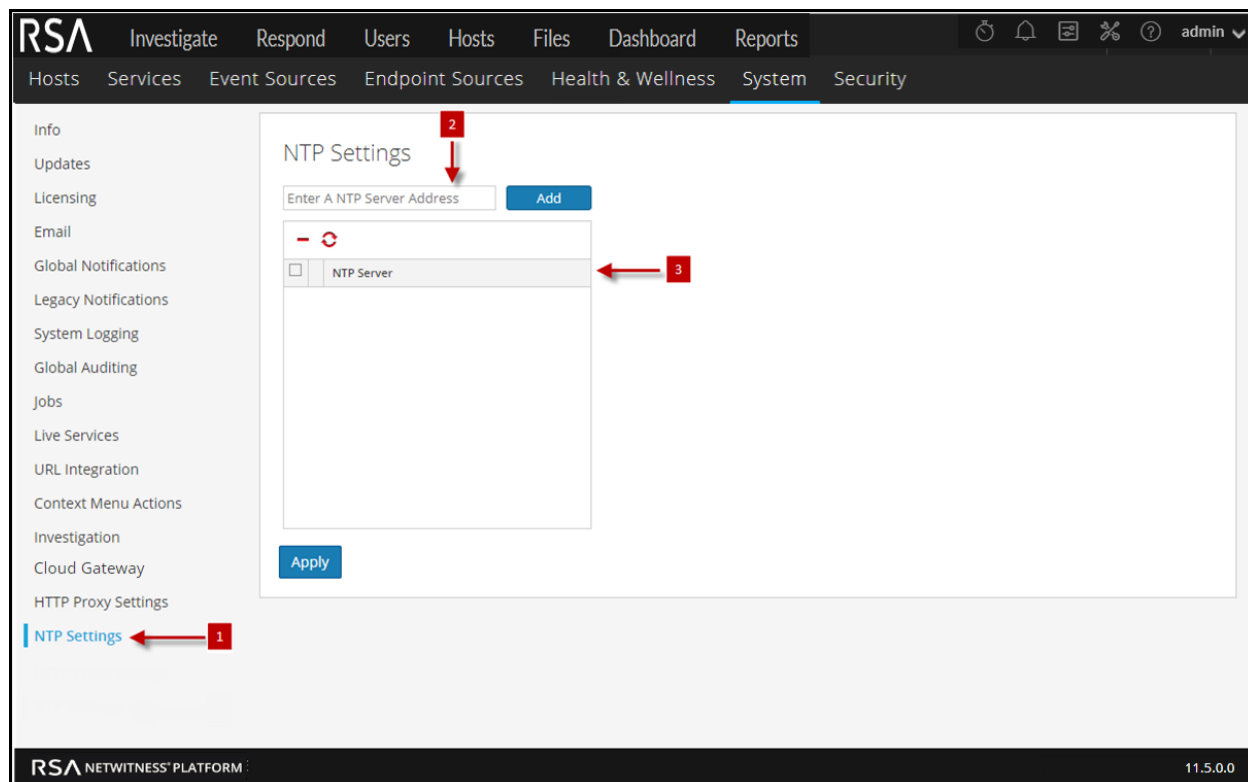 RSA Investigate Respond Users Hosts Files Dashboard Reports admin
Hosts Services Event Sources Endpoint Sources Health & Wellness System Security
Info
Updates
Licensing
Email
Global Notifications
Legacy Notifications
System Logging
Global Auditing
Jobs
Live Services
URL Integration
Context Menu Actions
Investigation
Cloud Gateway
HTTP Proxy Settings
NTP Settings
1
2
NTP Settings
Enter A NTP Server Address Add
NTP Server
3
Apply
RSA NETWITNESS® PLATFORM 11.5.0.0